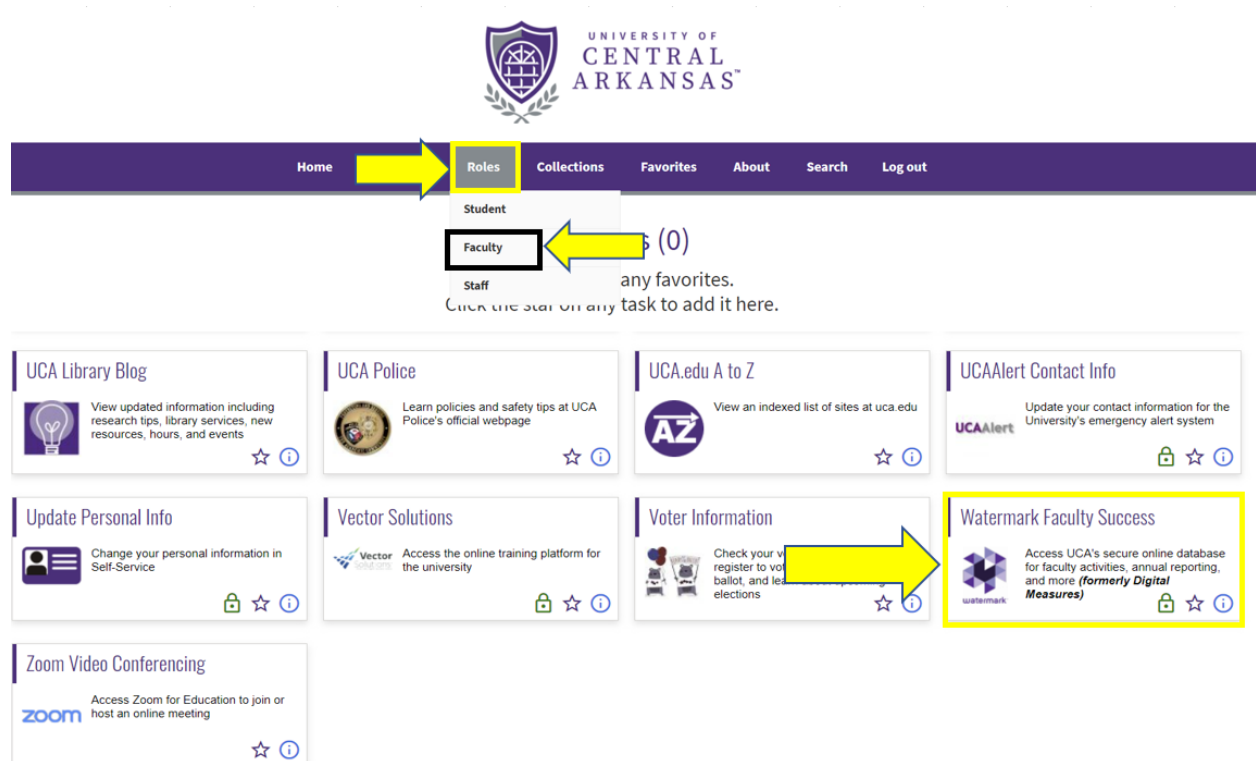 UNIVERSITY OF
CENTRAL
ARKANSAS™
Home Roles Collections Favorites About Search Log out
Student
Faculty
Staff
(0)
any favorites.
Click the star on any task to add it here.
UCA Library Blog
View updated information including
research tips, library services, new
resources, hours, and events
UCA Police
Learn policies and safety tips at UCA
Police's official webpage
UCA.edu A to Z
AZ
View an indexed list of sites at uca.edu
UCAAlert Contact Info
UCAAlert
Update your contact information for the
University's emergency alert system
Update Personal Info
Change your personal information in
Self-Service
Vector Solutions
Vector
Access the online training platform for
the university
Voter Information
Check your
register to
ballot, and
elections
Watermark Faculty Success
watermark
Access UCA's secure online database
for faculty activities, annual reporting,
and more (formerly Digital
Measures)
Zoom Video Conferencing
zoom
Access Zoom for Education to join or
host an online meeting